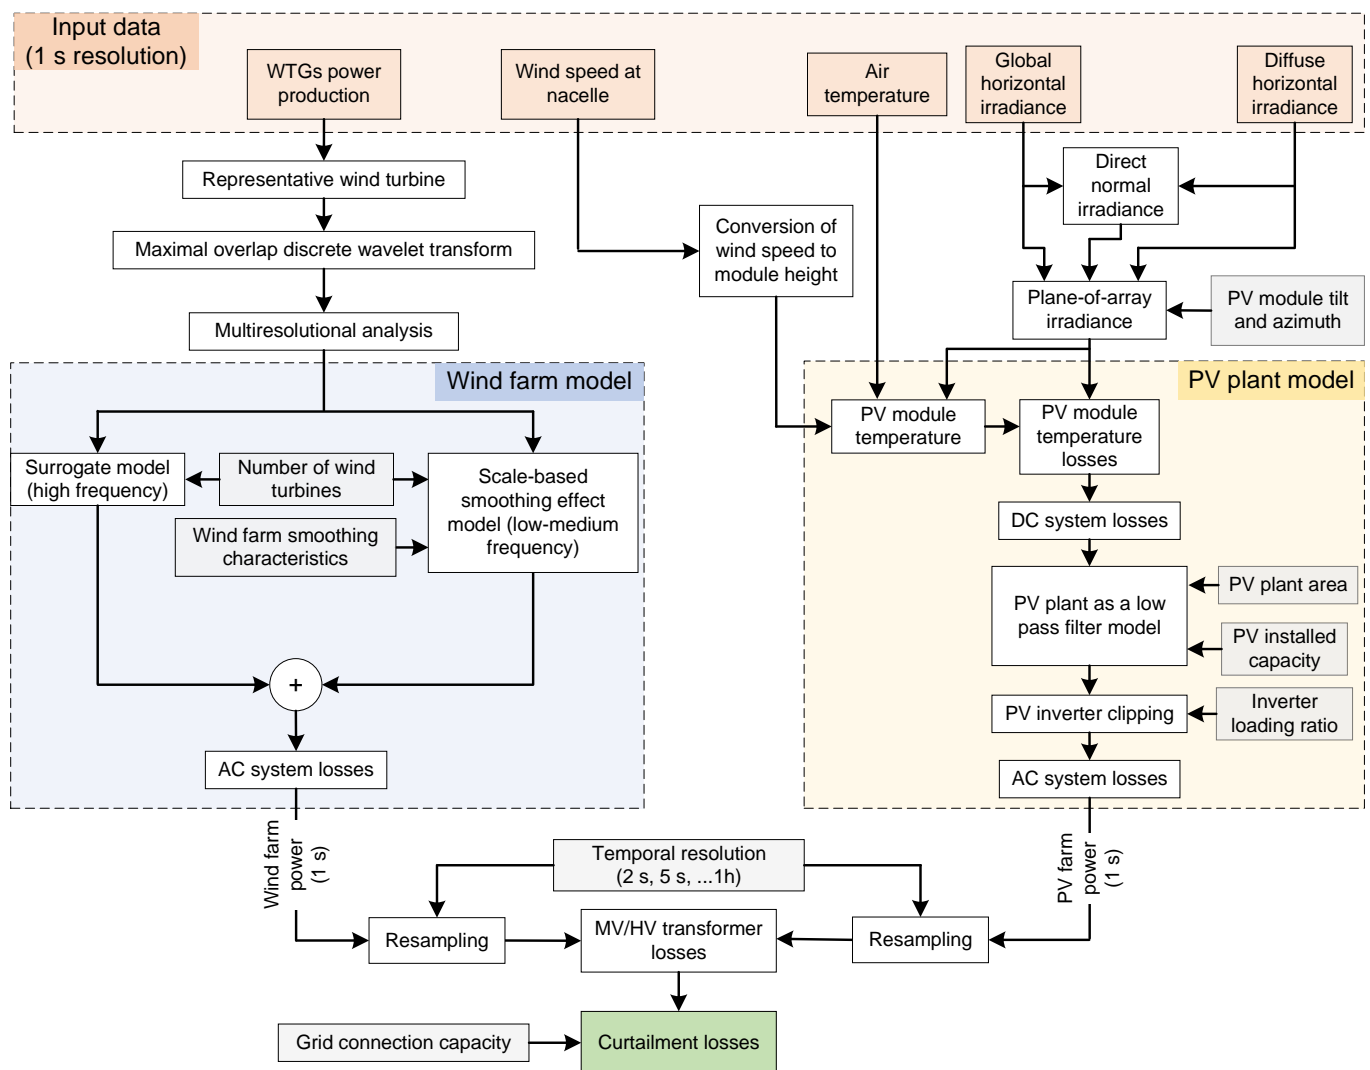 Input data
(1 s resolution)
WTGs power
production
Wind speed at
nacelle
Air
temperature
Global
horizontal
irradiance
Diffuse
horizontal
irradiance
Representative wind turbine
Direct
normal
irradiance
Maximal overlap discrete wavelet transform
Conversion of
wind speed to
module height
Multiresolutional analysis
Plane-of-array
irradiance
PV module tilt
and azimuth
Wind farm model
PV plant model
PV module
temperature
PV module
temperature
losses
Surrogate model
(high frequency)
Number of wind
turbines
Scale-based
smoothing effect
model (low-medium
frequency)
Wind farm smoothing
characteristics
DC system losses
PV plant as a low
pass filter model
PV plant area
PV installed
capacity
+
PV inverter clipping
Inverter
loading ratio
AC system losses
AC system losses
Wind farm
power
(1 s)
Temporal resolution
(2 s, 5 s, ...1h)
PV farm
power
(1 s)
Resampling
MV/HV transformer
losses
Resampling
Grid connection capacity
Curtailment losses